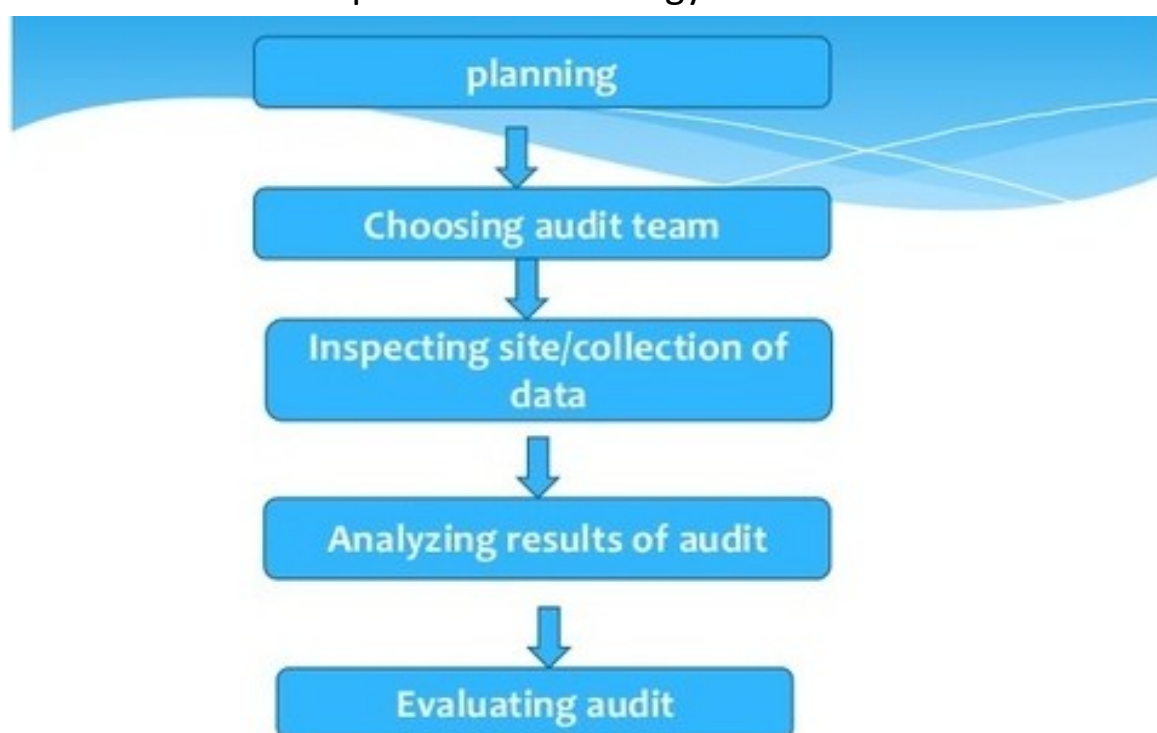 planning
Choosing audit team
Inspecting site/collection of
data
Analyzing results of audit
Evaluating audit